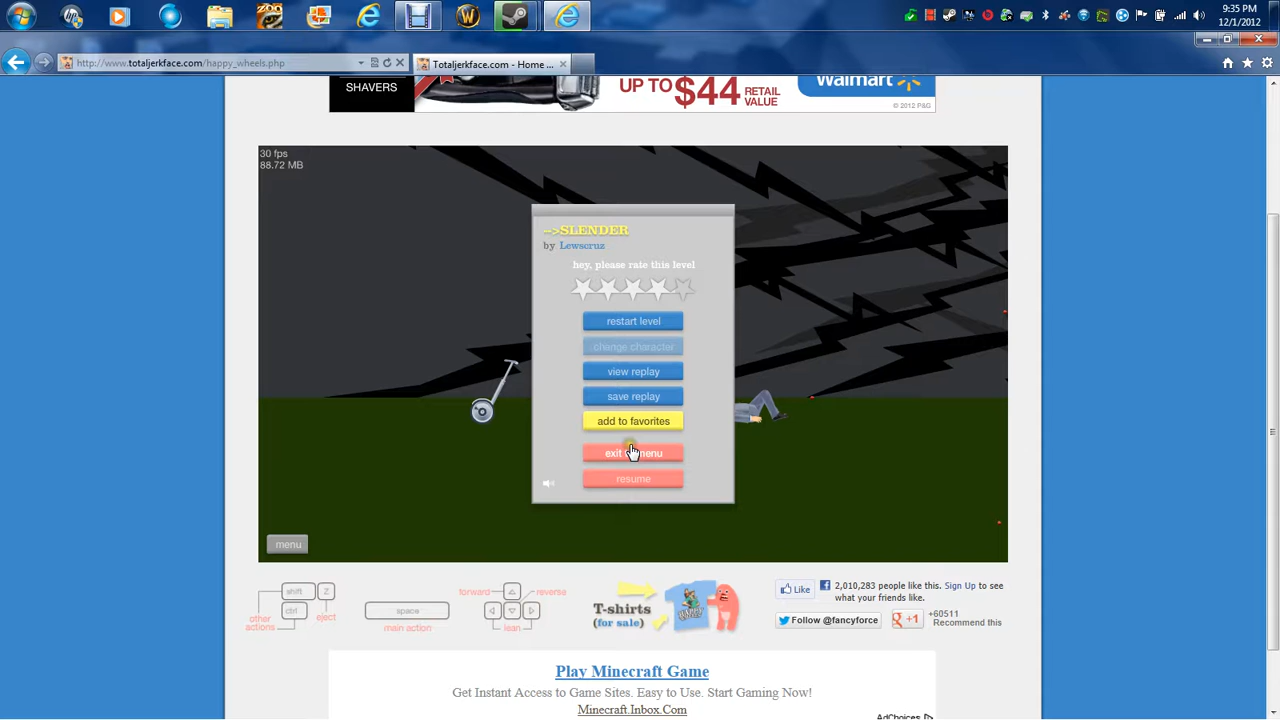 9:35 PM
12/1/2012
http://www.totaljerkface.com/happy_wheels.php
Totaljerkface.com - Home ...
SHAVERS
UP TO $44 RETAIL VALUE
Walmart
© 2012 P&G
30 fps
88.72 MB
-->SLENDER
by Lewscruz
hey, please rate this level
restart level
change character
view replay
save replay
add to favorites
exit menu
resume
menu
shift Z
ctrl
other actions
eject
space
main action
forward
reverse
lean
T-shirts
(for sale)
Like
2,010,283 people like this. Sign Up to see
what your friends like.
Follow @fancyforce
+1
+60511
Recommend this
Play Minecraft Game
Get Instant Access to Game Sites. Easy to Use. Start Gaming Now!
Minecraft.Inbox.Com
AdChoices